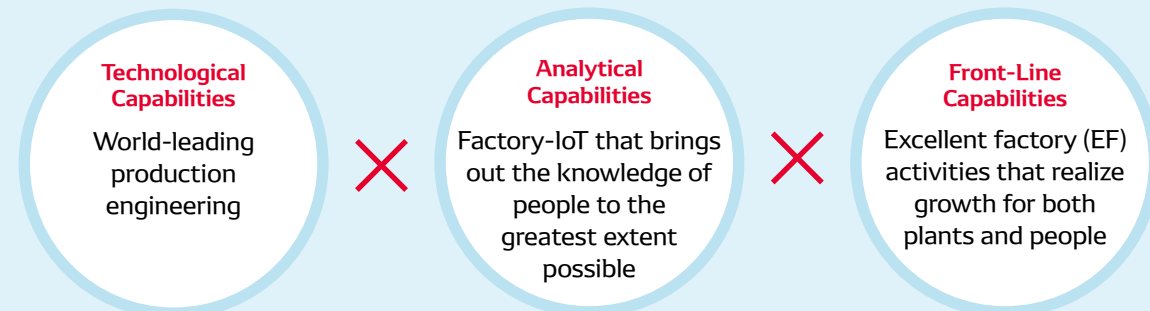 Technological
Capabilities
World-leading
production
engineering
Analytical
Capabilities
Factory-IoT that brings
out the knowledge of
people to the
greatest extent
possible
Front-Line
Capabilities
Excellent factory (EF)
activities that realize
growth for both
plants and people